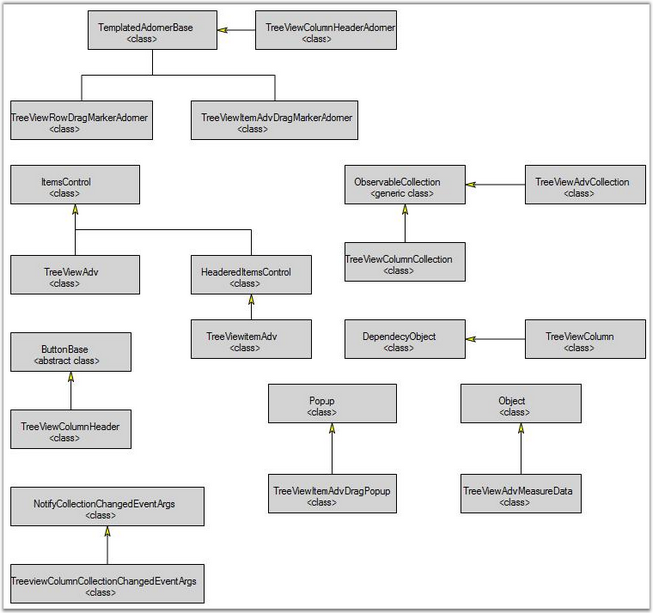 TemplatedAdornerBase
<class>
TreeViewColumnHeaderAdorner
<class>
TreeViewRowDragMarkerAdorner
<class>
TreeViewItemAdvDragMarkerAdorner
<class>
ItemsControl
<class>
ObservableCollection
<generic class>
TreeViewAdvCollection
<class>
TreeViewAdv
<class>
HeaderedItemsControl
<class>
TreeViewColumnCollection
<class>
TreeViewitemAdv
<class>
DependecyObject
<class>
TreeViewColumn
<class>
ButtonBase
<abstract class>
TreeViewColumnHeader
<class>
Popup
<class>
Object
<class>
TreeViewItemAdvDragPopup
<class>
TreeViewAdvMeasureData
<class>
NotifyCollectionChangedEventArgs
<class>
TreeviewColumnCollectionChangedEventArgs
<class>